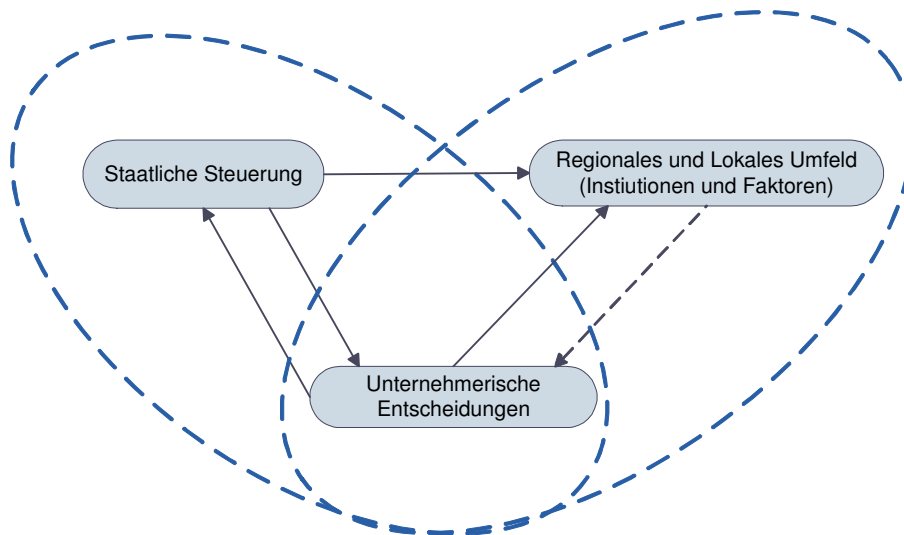 Staatliche Steuerung
Regionales und Lokales Umfeld
(Instiutionen und Faktoren)
Unternehmerische
Entscheidungen